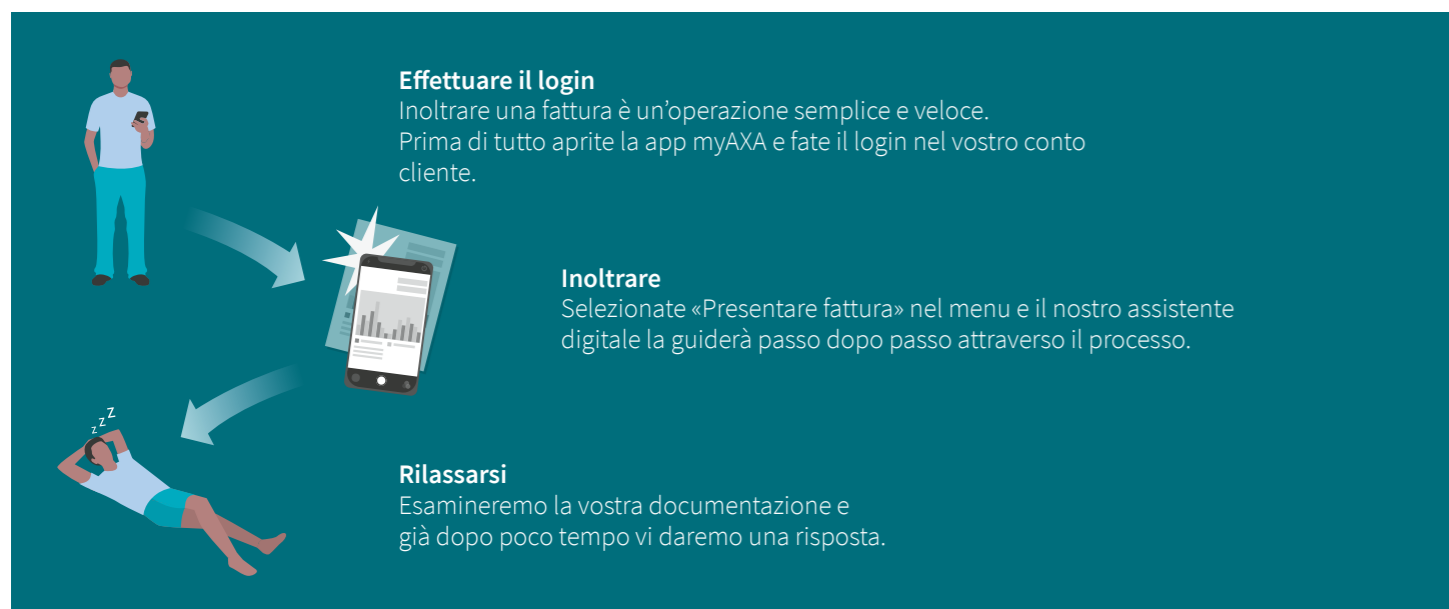 Effettuare il login
Inoltrare una fattura è un’operazione semplice e veloce.
Prima di tutto aprite la app myAXA e fate il login nel vostro conto
cliente.
Inoltrare
Selezionate «Presentare fattura» nel menu e il nostro assistente
digitale la guiderà passo dopo passo attraverso il processo.
z z Z
Rilassarsi
Esamineremo la vostra documentazione e
già dopo poco tempo vi daremo una risposta.